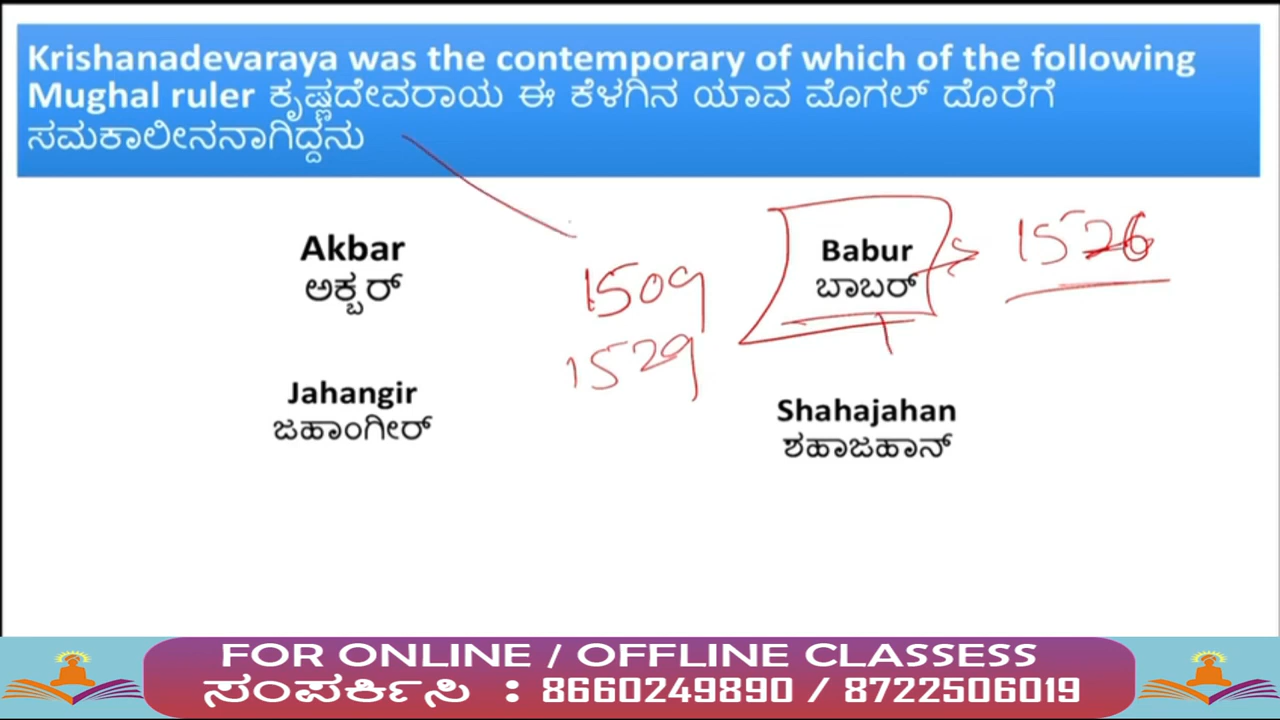 Krishanadevaraya was the contemporary of which of the following
Mughal ruler ಕೃಷ್ಣದೇವರಾಯ ಈ ಕೆಳಗಿನ ಯಾವ ಮೊಗಲ್ ದೊರೆಗೆ
ಸಮಕಾಲೀನನಾಗಿದ್ದನು
Akbar
ಅಕ್ಬರ್
Babur
ಬಾಬರ್
1526
1509
1529
Jahangir
ಜಹಾಂಗೀರ್
Shahajahan
ಶಹಾಜಹಾನ್
FOR ONLINE / OFFLINE CLASSESS
ಸಂಪರ್ಕಿಸಿ : 8660249890 / 8722506019